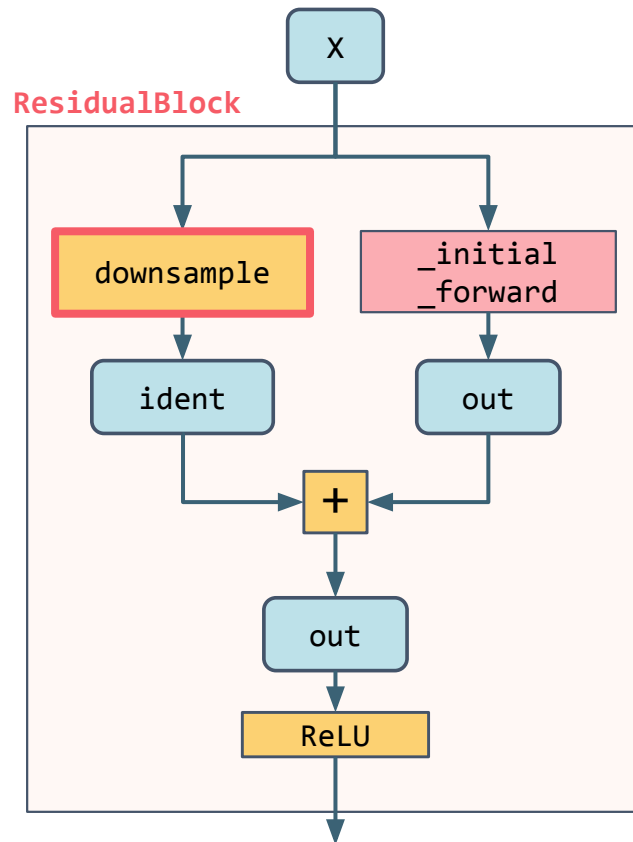 X
ResidualBlock
downsample
_initial
_forward
ident
out
+
out
ReLU